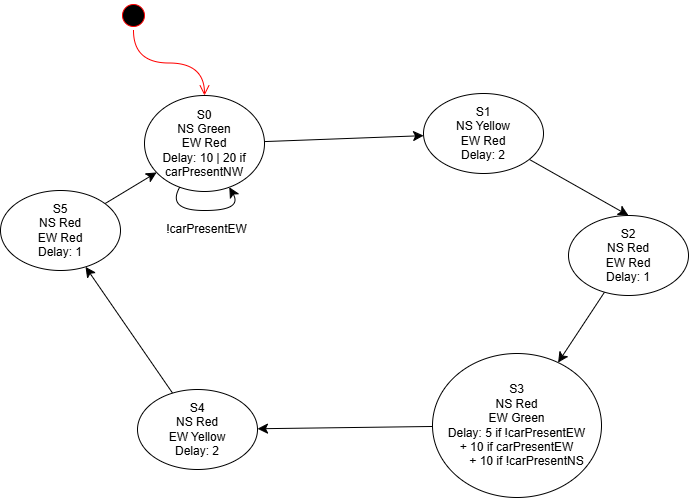 S0
NS Green
EW Red
Delay: 10 | 20 if
carPresentNW
!carPresentEW
S1
NS Yellow
EW Red
Delay: 2
S2
NS Red
EW Red
Delay: 1
S3
NS Red
EW Green
Delay: 5 if !carPresentEW
+ 10 if carPresentEW
+ 10 if !carPresentNS
S4
NS Red
EW Yellow
Delay: 2
S5
NS Red
EW Red
Delay: 1